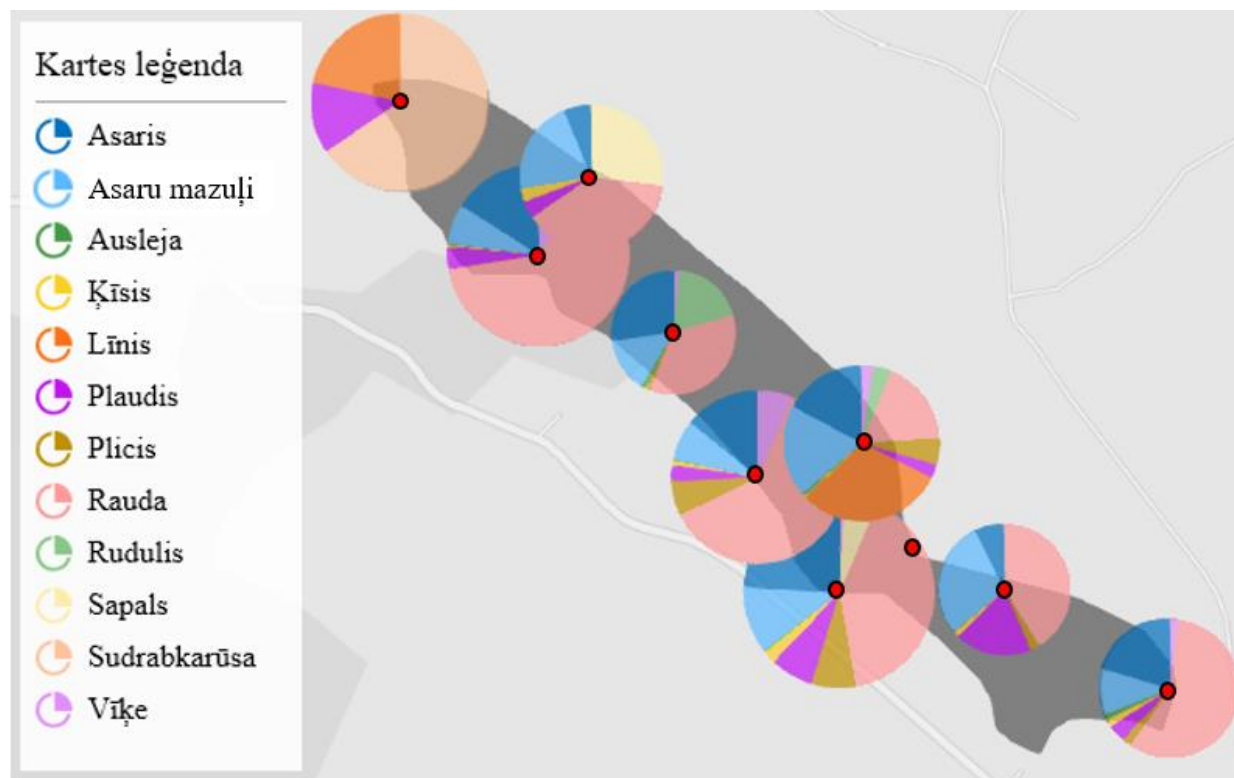 Kartes leģenda
Asaris
Asaru mazuļi
Ausleja
Ķīsis
Līnis
Plaudis
Plicis
Rauda
Rudulis
Sapals
Sudrabkarūsa
Vīķe